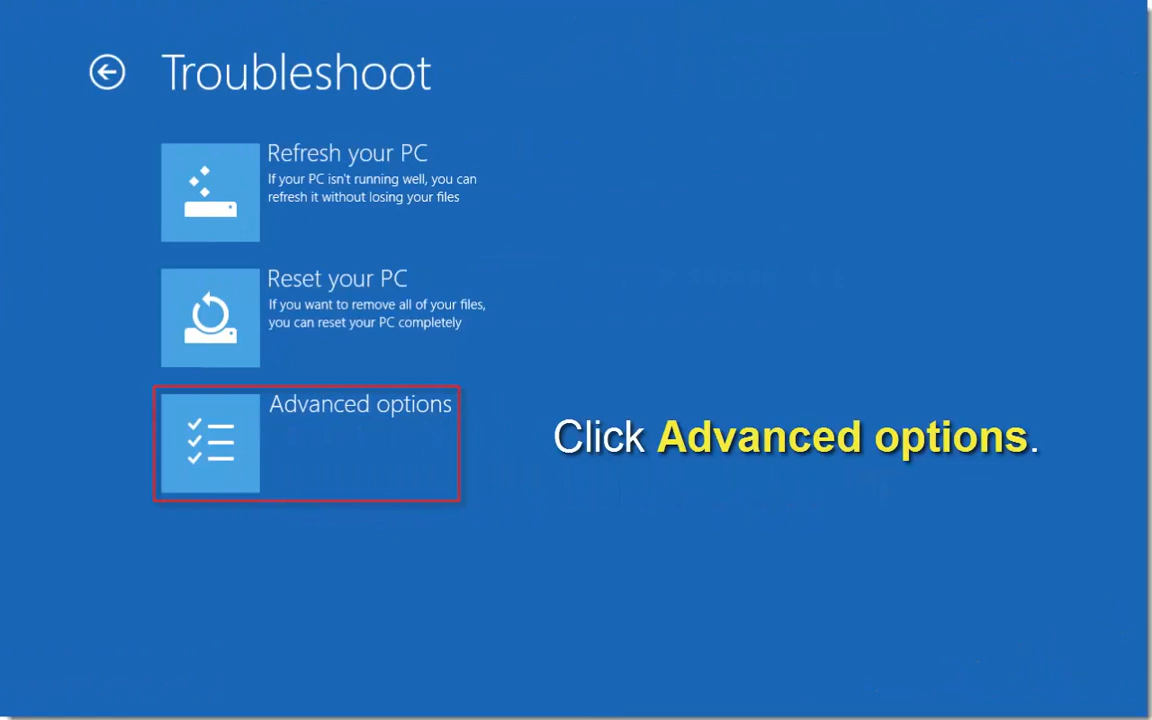 Troubleshoot
Refresh your PC
If your PC isn't running well, you can
refresh it without losing your files
Reset your PC
If you want to remove all of your files,
you can reset your PC completely
Advanced options
Click Advanced options.